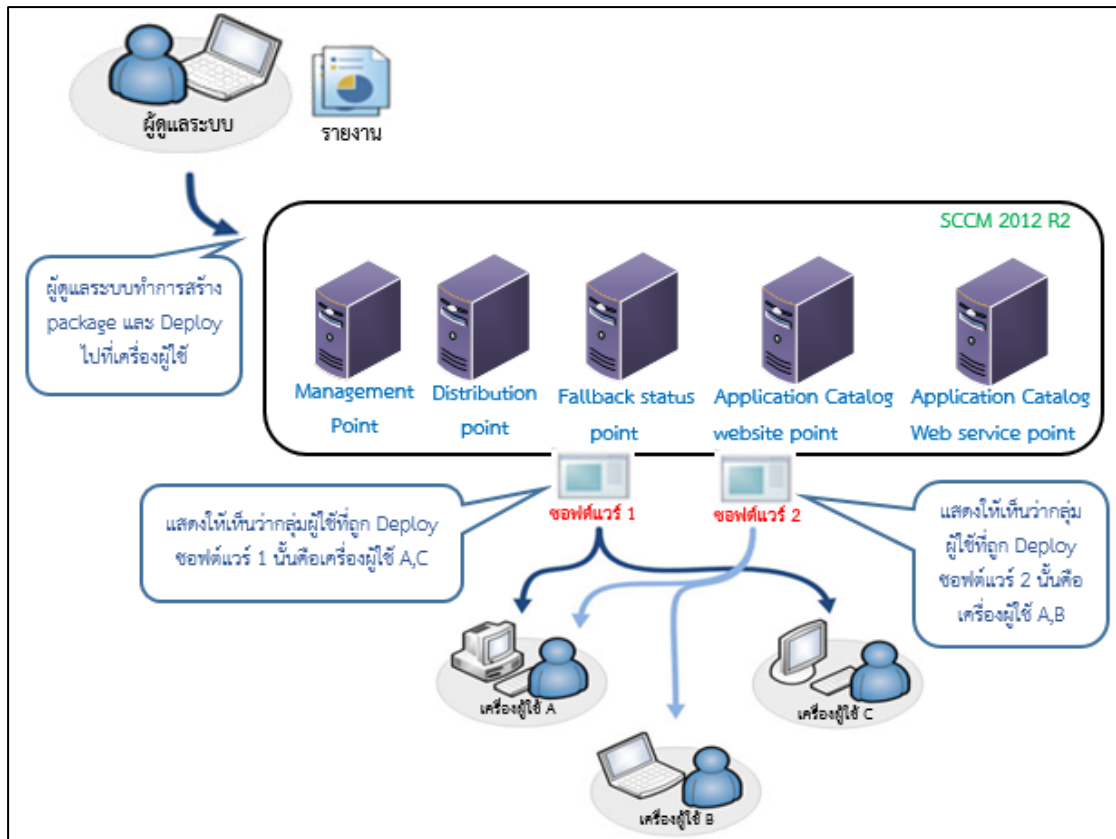 ผู้ดูแลระบบ
รายงาน
SCCM 2012 R2
ผู้ดูแลระบบทำการสร้าง
package และ Deploy
ไปที่เครื่องผู้ใช้
Management
Point
Distribution
point
Fallback status
point
Application Catalog
website point
Application Catalog
Web service point
ซอฟต์แวร์ 1
ซอฟต์แวร์ 2
แสดงให้เห็นว่ากลุ่มผู้ใช้ที่ถูก Deploy
ซอฟต์แวร์ 1 นั้นคือเครื่องผู้ใช้ A,C
แสดงให้เห็นว่ากลุ่ม
ผู้ใช้ที่ถูก Deploy
ซอฟต์แวร์ 2 นั้นคือ
เครื่องผู้ใช้ A,B
เครื่องผู้ใช้ A
เครื่องผู้ใช้ C
เครื่องผู้ใช้ B